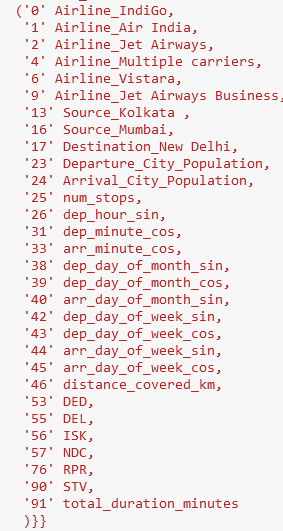 ('0' Airline_IndiGo,
'1' Airline_Air India,
'2' Airline_Jet Airways,
'4' Airline_Multiple carriers,
'6' Airline_Vistara,
'9' Airline_Jet Airways Business,
'13' Source_Kolkata ,
'16' Source_Mumbai,
'17' Destination_New Delhi,
'23' Departure_City_Population,
'24' Arrival_City_Population,
'25' num_stops,
'26' dep_hour_sin,
'31' dep_minute_cos,
'33' arr_minute_cos,
'38' dep_day_of_month_sin,
'39' dep_day_of_month_cos,
'40' arr_day_of_month_sin,
'42' dep_day_of_week_sin,
'43' dep_day_of_week_cos,
'44' arr_day_of_week_sin,
'45' arr_day_of_week_cos,
'46' distance_covered_km,
'53' DED,
'55' DEL,
'56' ISK,
'57' NDC,
'76' RPR,
'90' STV,
'91' total_duration_minutes
)}}